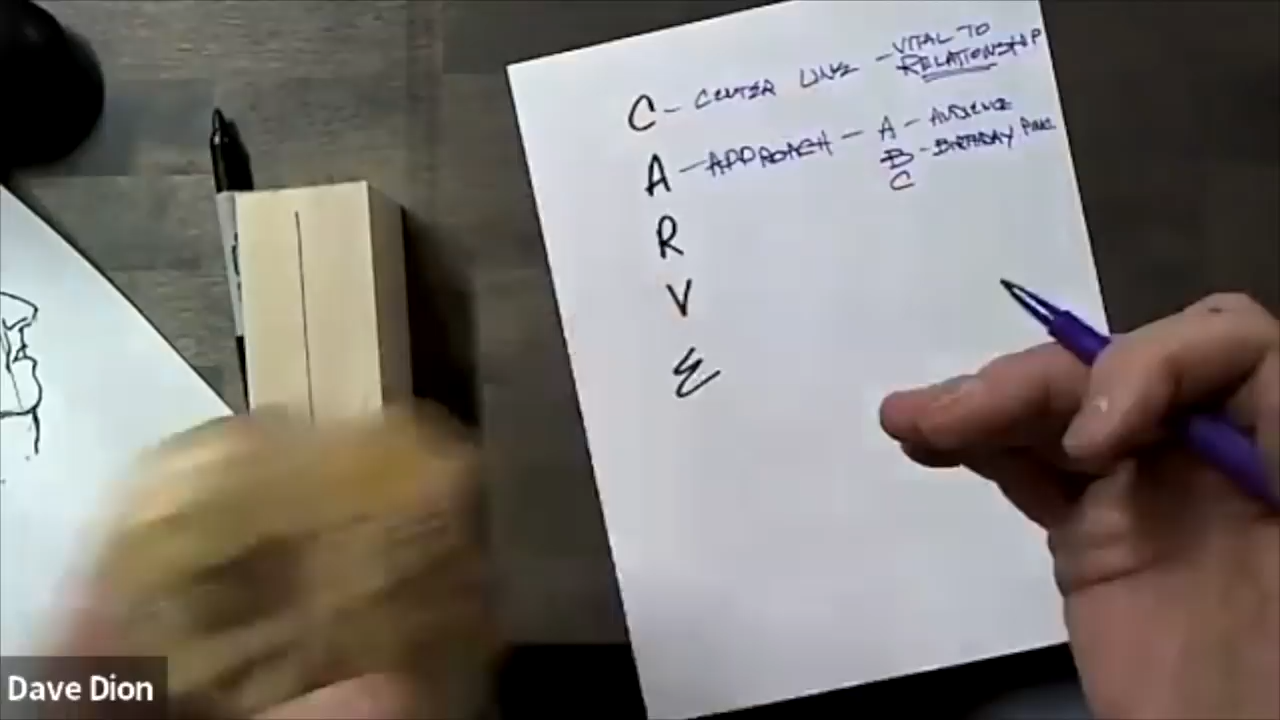 C - CENTER LINE - VITAL TO RELATIONSHIP
A - APPROACH - A - AUDIENCE
B - BIRTHDAY
C
R
V
E
Dave Dion